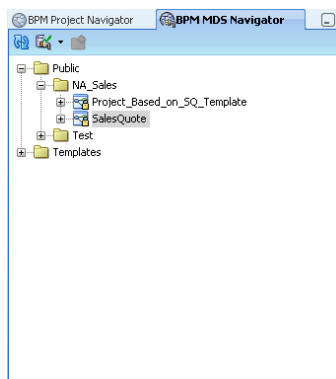 BPM Project Navigator BPM MDS Navigator
Public
NA_Sales
Project_Based_on_SQ_Template
SalesQuote
Test
Templates